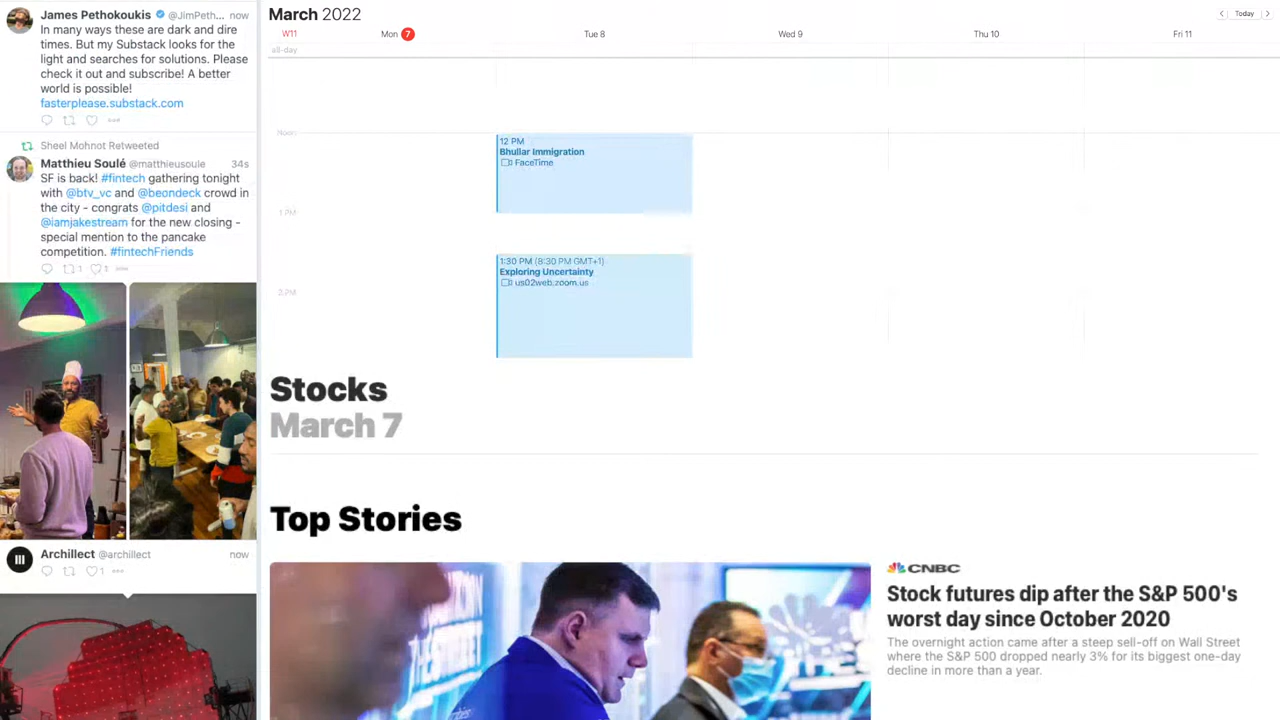 James Pethokoukis @JimPeth... now
In many ways these are dark and dire
times. But my Substack looks for the
light and searches for solutions. Please
check it out and subscribe! A better
world is possible!
fasterplease.substack.com
Sheel Mohnot Retweeted
Matthieu Soulé @matthieusoule 34s
SF is back! #fintech gathering tonight
with @btv_vc and @beondeck crowd in
the city - congrats @pitdesi and
@iamjakestream for the new closing -
special mention to the pancake
competition. #fintechFriends
1 3
Archillect @archillect now
1
March 2022
Today
W11 Mon 7 Tue 8 Wed 9 Thu 10 Fri 11
all-day
Noon
12 PM
Bhullar Immigration
FaceTime
1 PM
1:30 PM (8:30 PM GMT+1)
Exploring Uncertainty
us02web.zoom.us
2 PM
Stocks
March 7
Top Stories
CNBC
Stock futures dip after the S&P 500's
worst day since October 2020
The overnight action came after a steep sell-off on Wall Street
where the S&P 500 dropped nearly 3% for its biggest one-day
decline in more than a year.